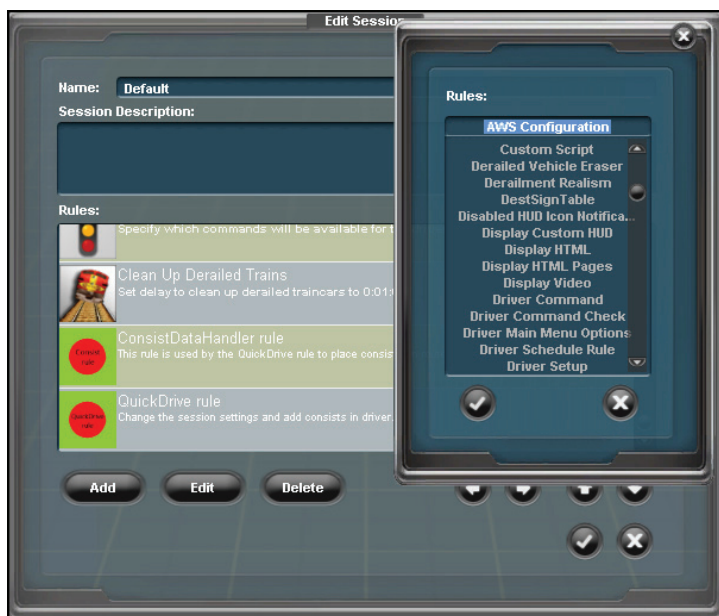 Edit Session
Name: Default
Session Description:
Rules:
Specify which commands will be available for
Clean Up Derailed Trains
Set delay to clean up derailed traincars to 0:01:
ConsistDataHandler rule
Consist
rule
This rule is used by the QuickDrive rule to place consis
QuickDrive rule
QuickDrive
rule
Change the session settings and add consists in driver.
Add
Edit
Delete
Rules:
AWS Configuration
Custom Script
Derailed Vehicle Eraser
Derailment Realism
DestSignTable
Disabled HUD Icon Notifica...
Display Custom HUD
Display HTML
Display HTML Pages
Display Video
Driver Command
Driver Command Check
Driver Main Menu Options
Driver Schedule Rule
Driver Setup